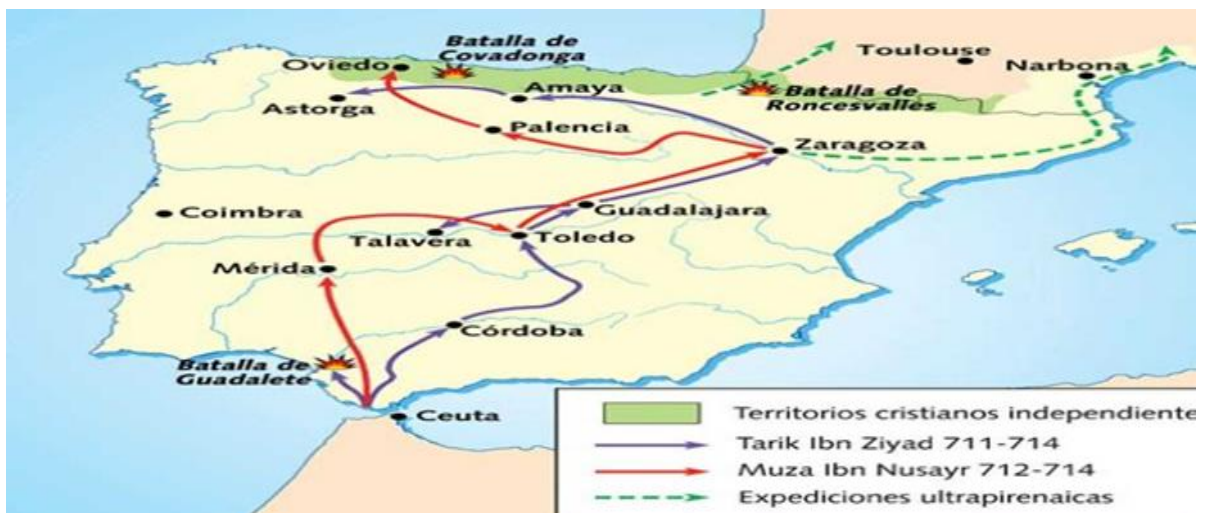 Batalla de
Covadonga
Oviedo
Toulouse
Narbona
Amaya
Batalla de
Roncesvalles
Astorga
Palencia
Zaragoza
Coimbra
Guadalajara
Talavera
Toledo
Mérida
Córdoba
Batalla de
Guadalete
Ceuta
Territorios cristianos independiente
Tarik Ibn Ziyad 711-714
Muza Ibn Nusayr 712-714
Expediciones ultrapirenaicas